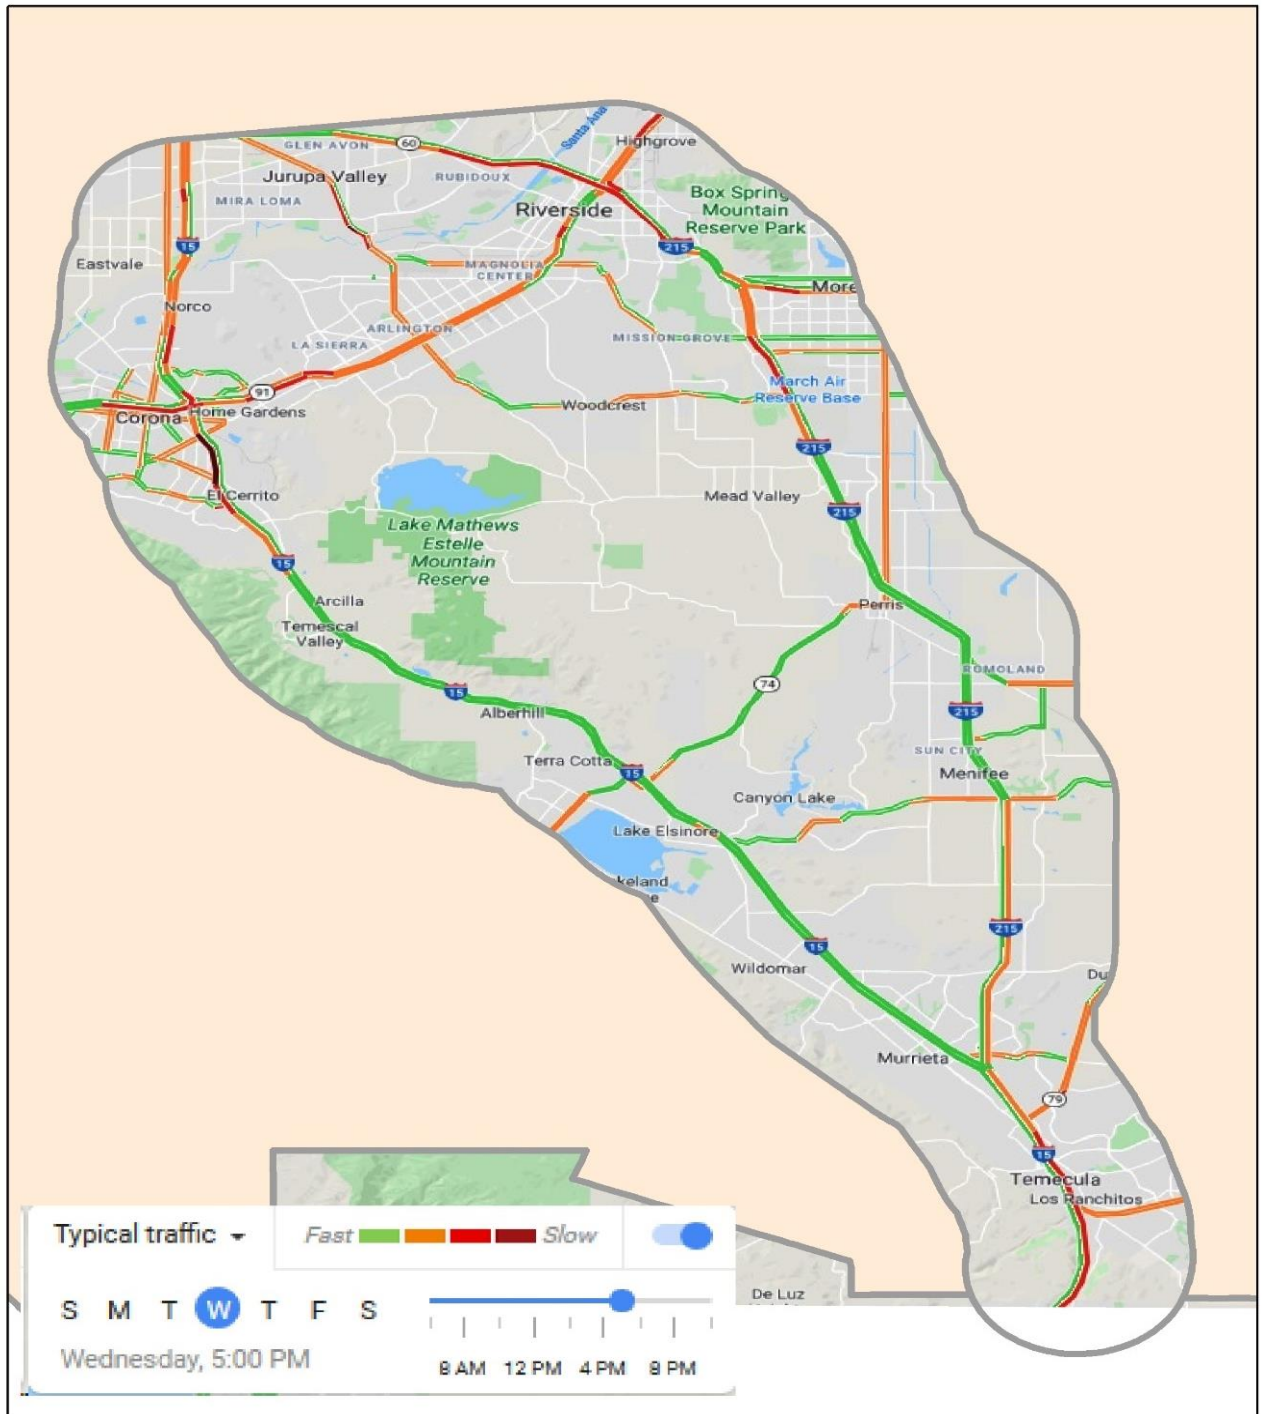 Santa Ana
Highgrove
GLEN AVON
60
Jurupa Valley
RUBIDOUX
Box Spring
Mountain
Reserve Park
MIRA LOMA
Riverside
15
215
Eastvale
MAGNOLIA
CENTER
More
Norco
ARLINGTON
LA SIERRA
MISSION GROVE
March Air
Reserve Base
91
Woodcrest
Corona
Home Gardens
215
El Cerrito
Mead Valley
215
Lake Mathews
Estelle
Mountain
Reserve
15
Arcilla
Perris
Temescal
Valley
ROMOLAND
74
15
Alberhill
215
SUN CITY
Terra Cotta
15
Menifee
Canyon Lake
Lake Elsinore
keland
e
215
15
Wildomar
Du
Murrieta
79
15
Temecula
Los Ranchitos
Typical traffic
Fast
Slow
S M T W T F S
Wednesday, 5:00 PM
8 AM 12 PM 4 PM 8 PM
De Luz